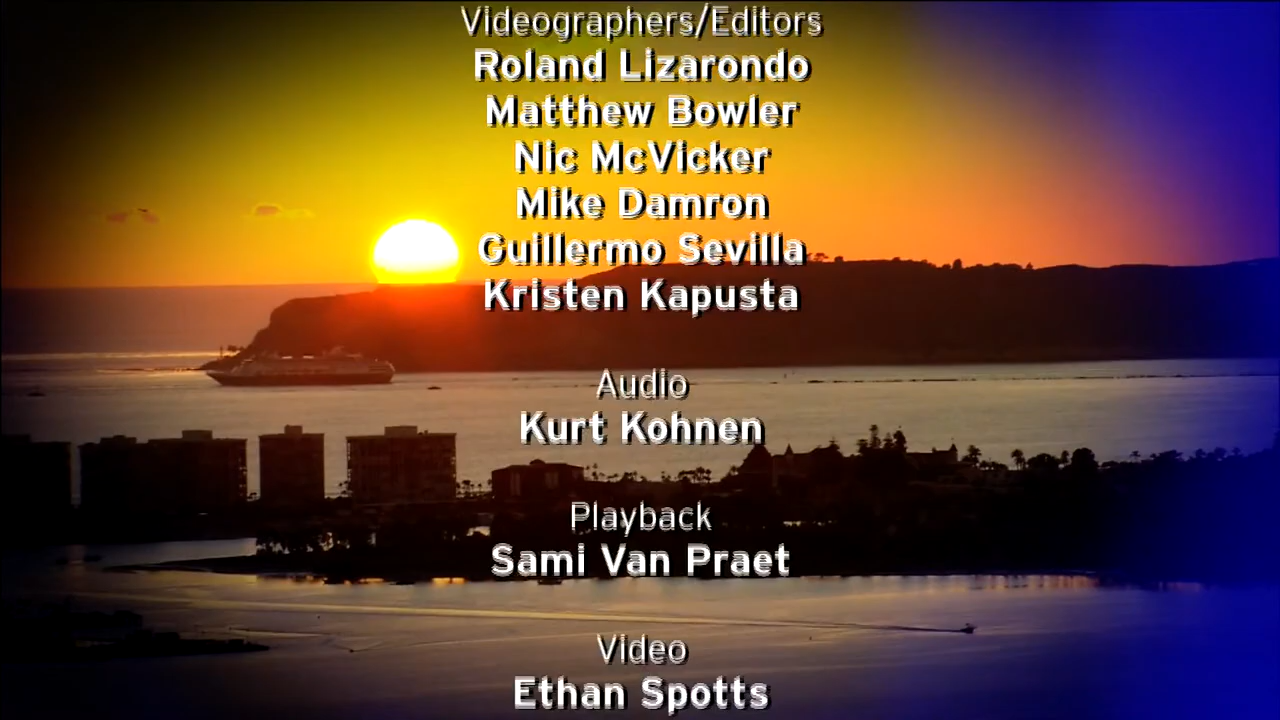 Videographers/Editors
Roland Lizarondo
Matthew Bowler
Nic McVicker
Mike Damron
Guillermo Sevilla
Kristen Kapusta
Audio
Kurt Kohnen
Playback
Sami Van Praet
Video
Ethan Spotts